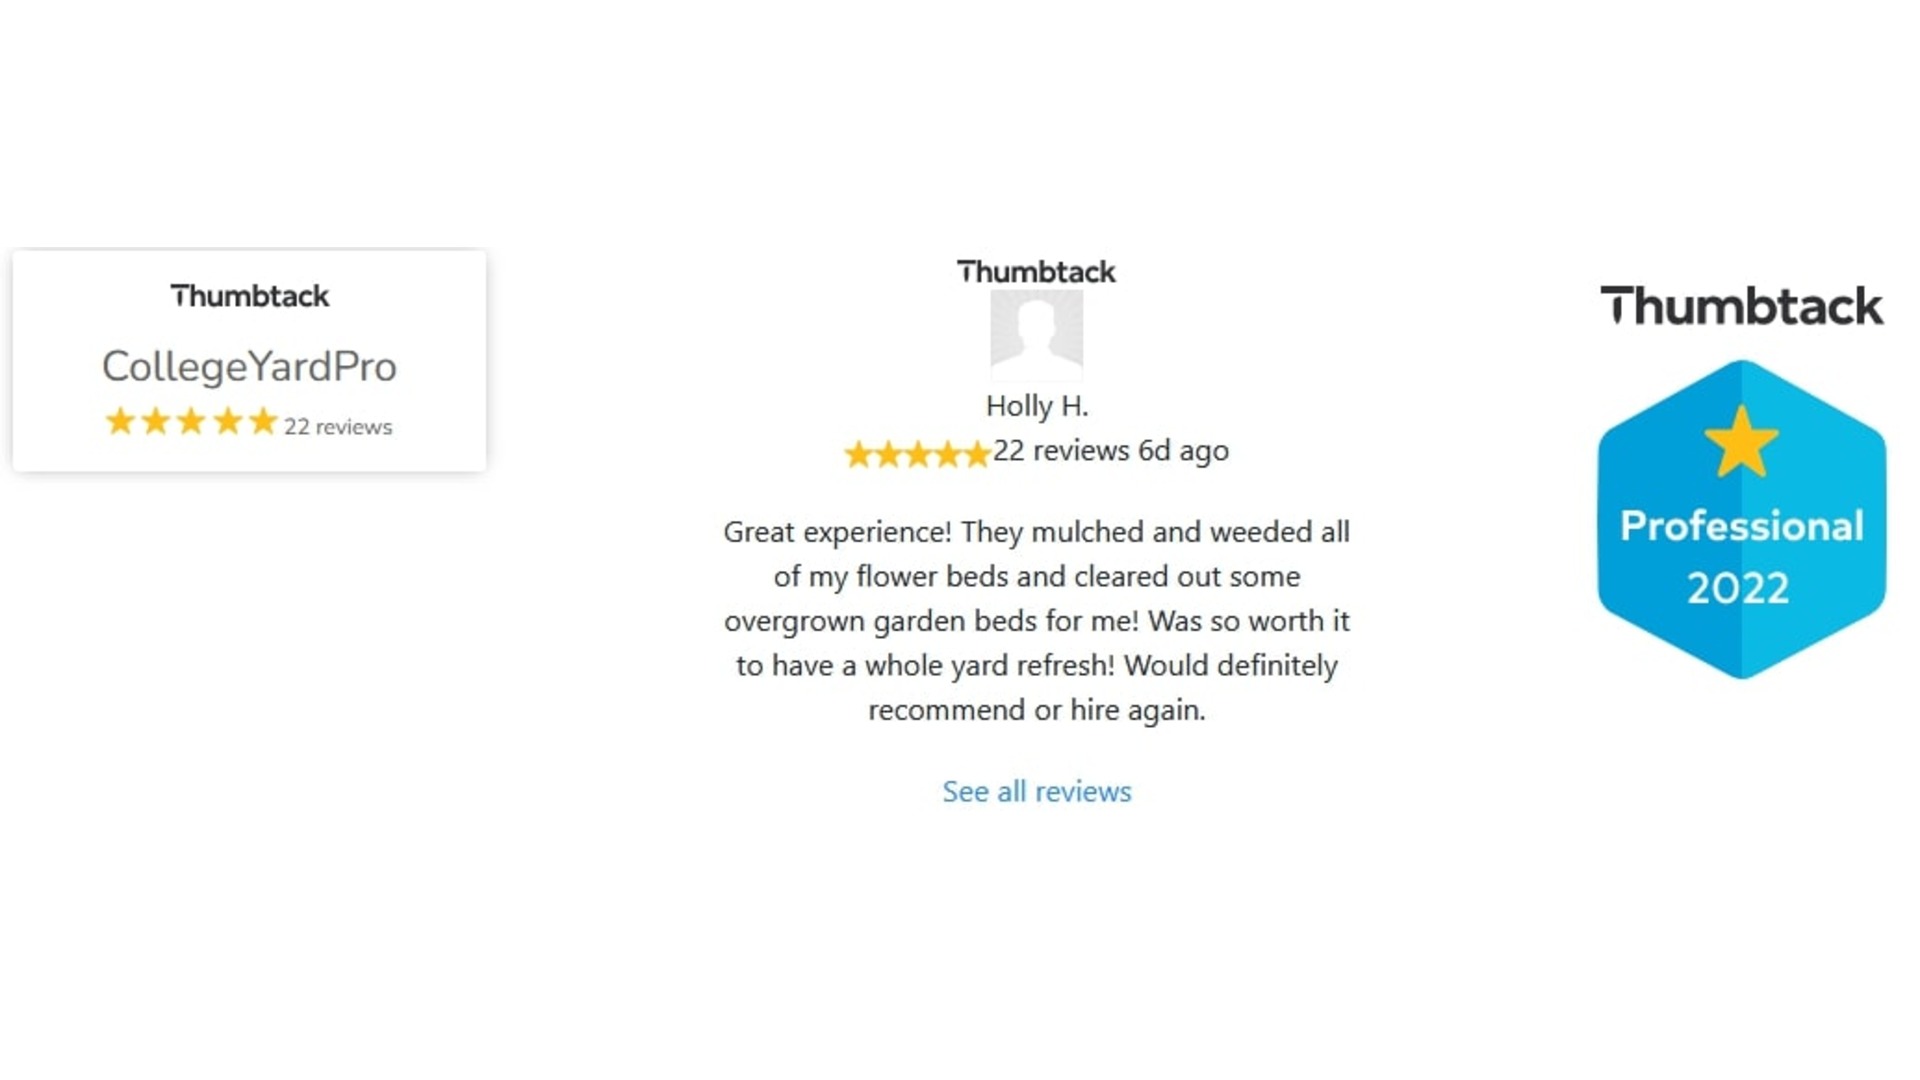 Thumbtack
CollegeYardPro
22 reviews
Thumbtack
Holly H.
22 reviews 6d ago
Great experience! They mulched and weeded all
of my flower beds and cleared out some
overgrown garden beds for me! Was so worth it
to have a whole yard refresh! Would definitely
recommend or hire again.
See all reviews
Thumbtack
Professional
2022